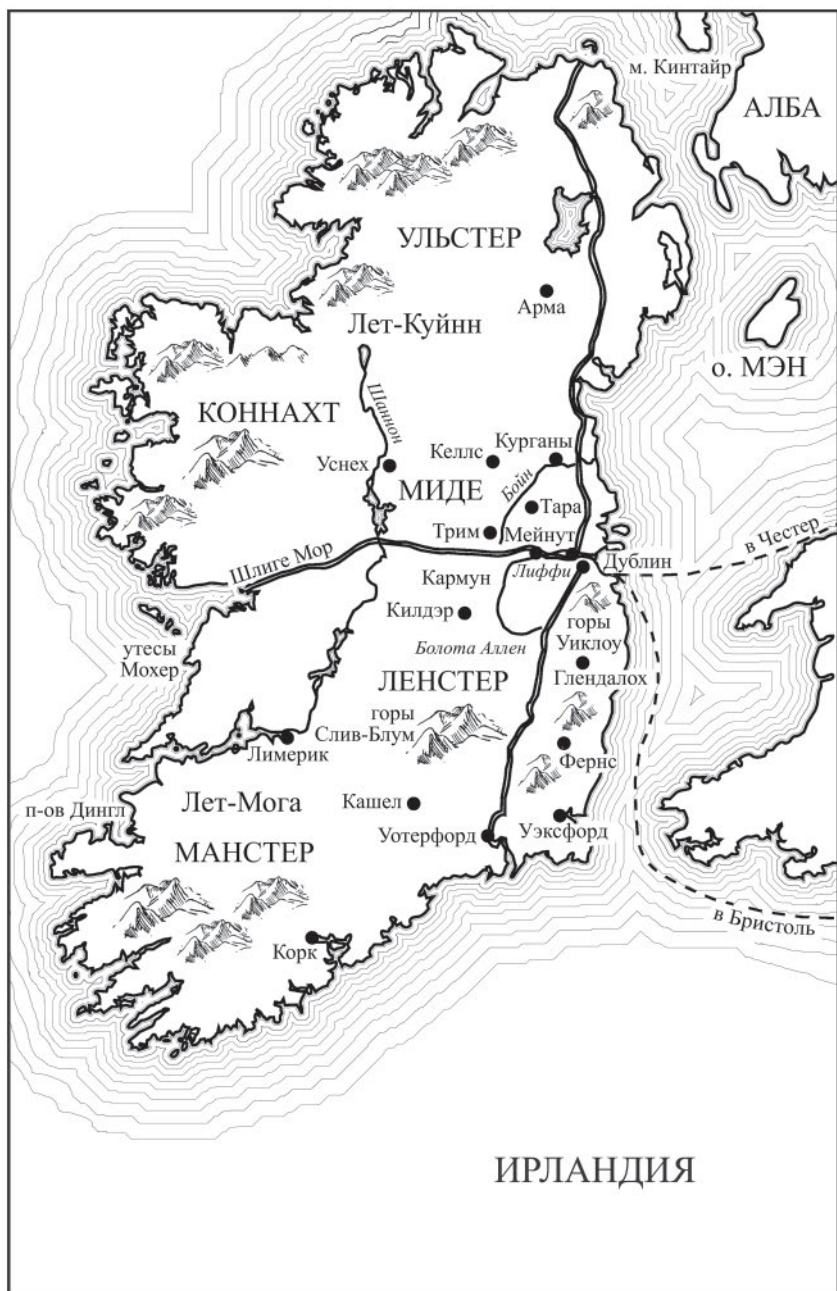 м. Кинтайр
АЛБА
УЛЬСТЕР
Арма
Лет-Куйнн
о. МЭН
Шаннон
КОННАХТ
Уснех
Келлс
Курганы
МИДЕ
Бойн
Тара
Трим
Мейнут
в Честер
Шлиге Мор
Дублин
Лиффи
Кармун
Килдэр
горы
Уиклоу
утесы
Мохер
Болота Аллен
Глендалох
ЛЕНСТЕР
горы
Слив-Блум
Лимерик
Фернс
п-ов Дингл
Лет-Мога
Кашел
Уотерфорд
Уэксфорд
МАНСТЕР
в Бристоль
Корк
ИРЛАНДИЯ